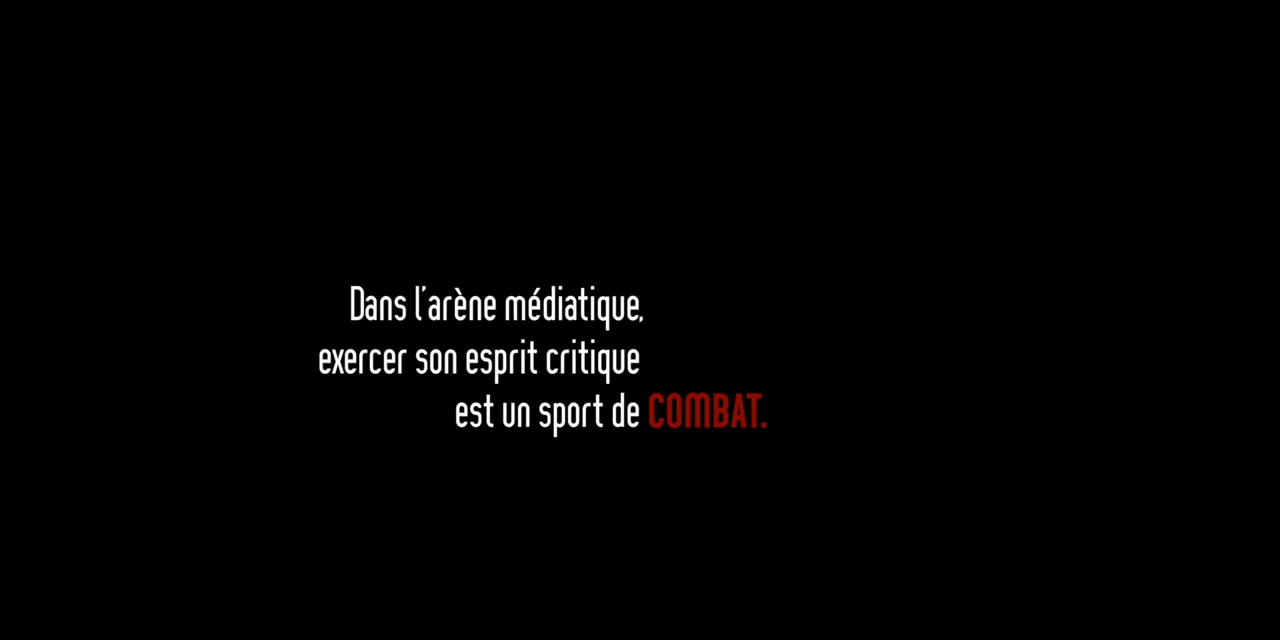 Dans l'arène médiatique,
exercer son esprit critique
est un sport de COMBAT.